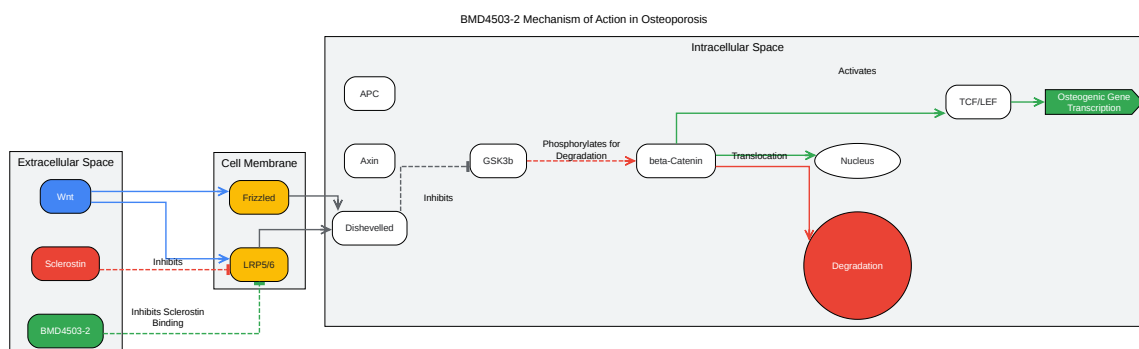 BMD4503-2 Mechanism of Action in Osteoporosis
Intracellular Space
Activates
APC
TCF/LEF
Osteogenic Gene
Transcription
Extracellular Space
Cell Membrane
Axin
GSK3b
Phosphorylates for
Degradation
beta-Catenin
Translocation
Nucleus
Wnt
Frizzled
Inhibits
Dishevelled
Sclerostin
Inhibits
LRP5/6
Degradation
Inhibits Sclerostin
Binding
BMD4503-2